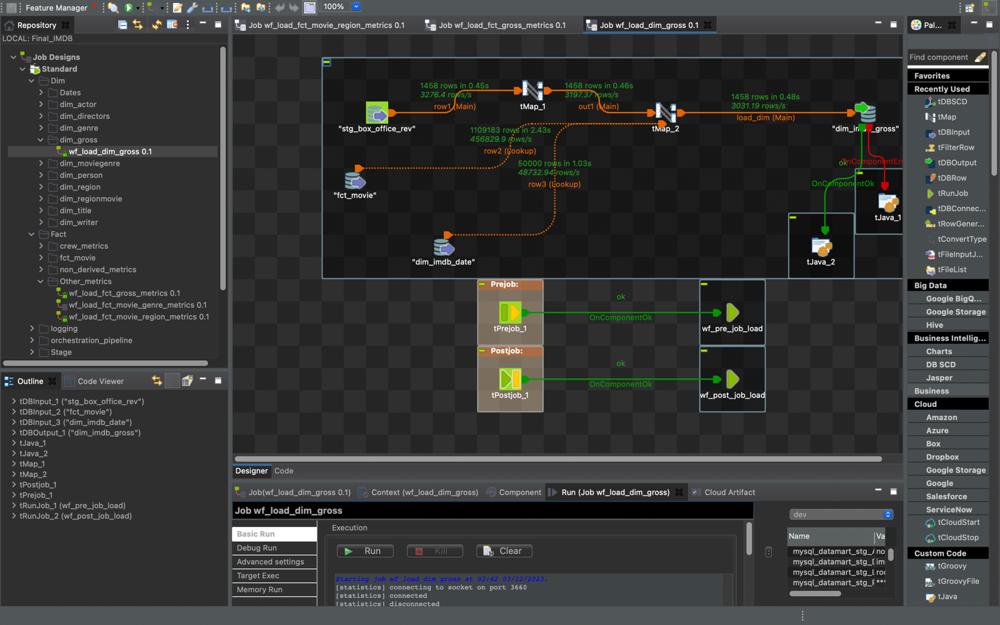 Feature Manager
100%
Repository
LOCAL: Final_IMDB
Job Designs
Standard
Dim
Dates
dim_actor
dim_directors
dim_genre
dim_gross
wf_load_dim_gross 0.1
dim_moviegenre
dim_person
dim_region
dim_regionmovie
dim_title
dim_writer
Fact
crew_metrics
fct_movie
non_derived_metrics
Other_metrics
wf_load_fct_gross_metrics 0.1
wf_load_fct_movie_genre_metrics 0.1
wf_load_fct_movie_region_metrics 0.1
logging
orchestration_pipeline
Stage
Outline
Code Viewer
tDBInput_1 ("stg_box_office_rev")
tDBInput_2 ("fct_movie")
tDBInput_3 ("dim_imdb_date")
tDBOutput_1 ("dim_imdb_gross")
tJava_1
tJava_2
tMap_1
tMap_2
tPostjob_1
tPrejob_1
tRunJob_1 (wf_pre_job_load)
tRunJob_2 (wf_post_job_load)
Job wf_load_fct_movie_region_metrics 0.1
Job wf_load_fct_gross_metrics 0.1
Job wf_load_dim_gross 0.1
1458 rows in 0.45s
3276.4 rows/s
row1 (Main)
"stg_box_office_rev"
tMap_1
1458 rows in 0.46s
3197.37 rows/s
out1 (Main)
tMap_2
1458 rows in 0.48s
3031.19 rows/s
load_dim (Main)
1109183 rows in 2.43s
456829.9 rows/s
row2 (Lookup)
50000 rows in 1.03s
48732.94 rows/s
row3 (Lookup)
"fct_movie"
"dim_imdb_date"
ok
OnComponentOk
tJava_1
tJava_2
Prejob:
tPrejob_1
ok
OnComponentOk
wf_pre_job_load
Postjob:
tPostjob_1
ok
OnComponentOk
wf_post_job_load
Designer
Code
Job(wf_load_dim_gross 0.1)
Context (wf_load_dim_gross)
Component
Run (Job wf_load_dim_gross)
Cloud Artifact
Job wf_load_dim_gross
Basic Run
Debug Run
Advanced settings
Target Exec
Memory Run
Execution
Run
Kill
Clear
Starting job wf_load_dim_gross at 02:42 03/12/2023.
[statistics] connecting to socket on port 3660
[statistics] connected
[statistics] disconnected
dev
Name
Va
mysql_datamart_stg_
no
mysql_datamart_stg_
im
mysql_datamart_stg_
roc
mysql_datamart_stg_
Pal...
Find component
Favorites
Recently Used
tDBSCD
tMap
tDBInput
tFilterRow
tDBOutput
tDBRow
tRunJob
tDBConnec...
tRowGener...
tConvertType
tFileInputJ...
tFileList
Big Data
Google BigQ...
Google Storage
Hive
Business Intellig...
Charts
DB SCD
Jasper
Business
Cloud
Amazon
Azure
Box
Dropbox
Google Storage
Google
Salesforce
ServiceNow
tCloudStart
tCloudStop
Custom Code
tGroovy
tGroovyFile
tJava